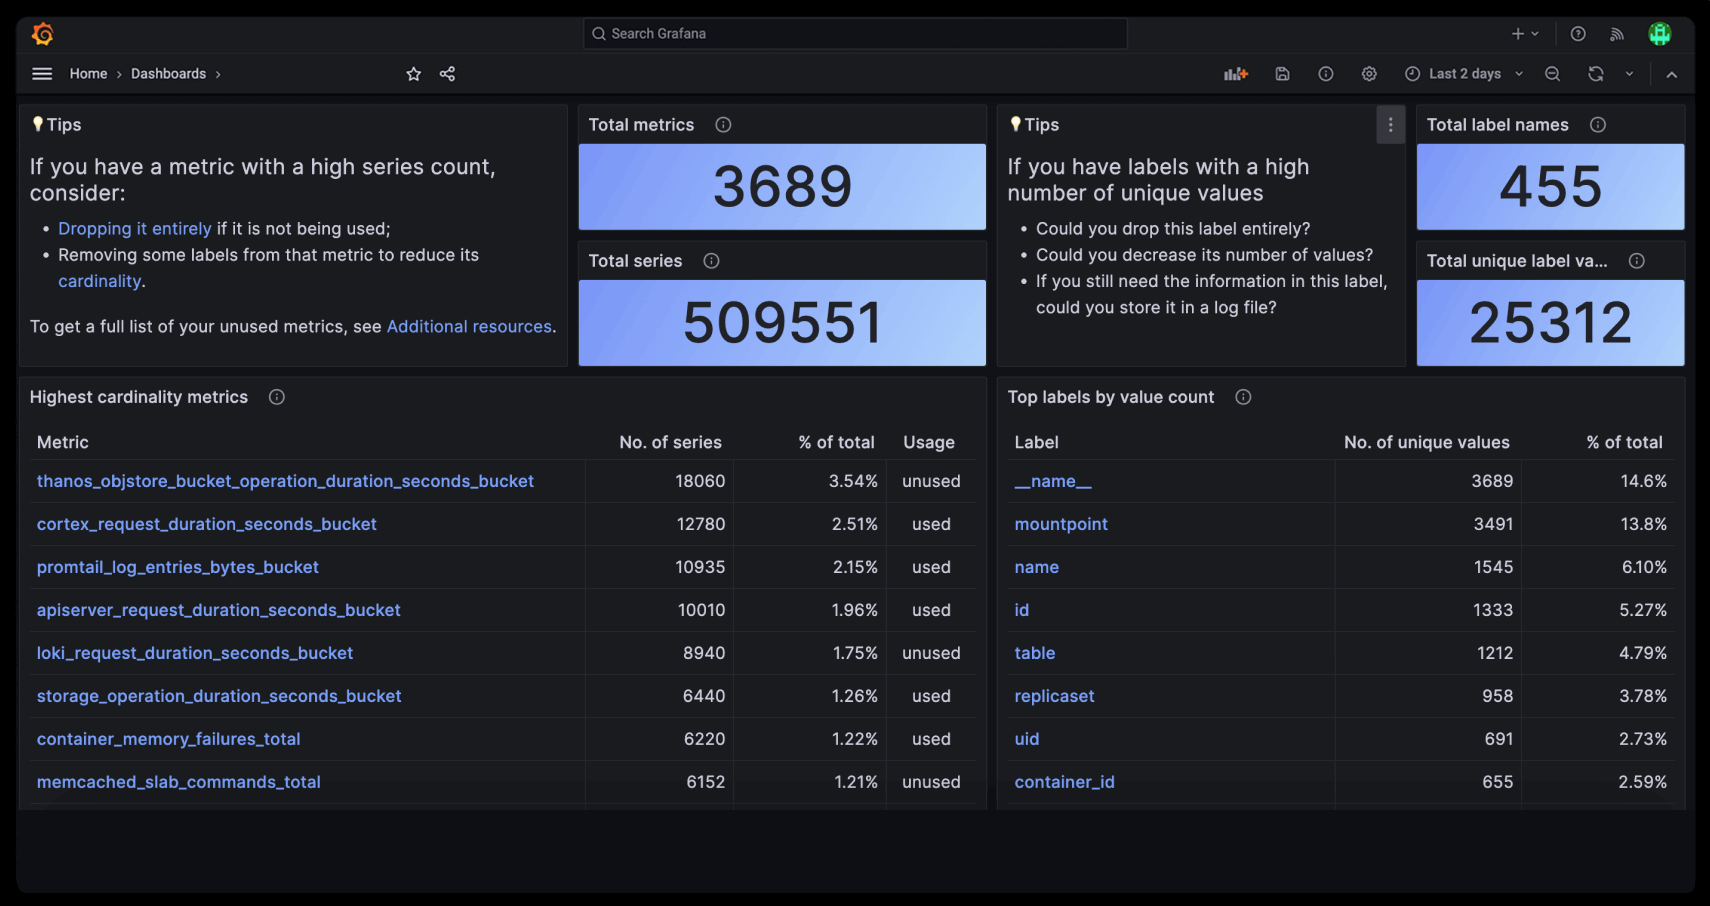 Search Grafana
Home › Dashboards ›
Last 2 days
Tips
If you have a metric with a high series count,
consider:
• Dropping it entirely if it is not being used;
• Removing some labels from that metric to reduce its
cardinality.
To get a full list of your unused metrics, see Additional resources.
Total metrics
3689
Total series
509551
Tips
If you have labels with a high
number of unique values
• Could you drop this label entirely?
• Could you decrease its number of values?
• If you still need the information in this label,
could you store it in a log file?
Total label names
455
Total unique label va...
25312
Highest cardinality metrics
Metric No. of series % of total Usage
thanos_objstore_bucket_operation_duration_seconds_bucket 18060 3.54% unused
cortex_request_duration_seconds_bucket 12780 2.51% used
promtail_log_entries_bytes_bucket 10935 2.15% used
apiserver_request_duration_seconds_bucket 10010 1.96% used
loki_request_duration_seconds_bucket 8940 1.75% unused
storage_operation_duration_seconds_bucket 6440 1.26% used
container_memory_failures_total 6220 1.22% used
memcached_slab_commands_total 6152 1.21% unused
Top labels by value count
Label No. of unique values % of total
__name__ 3689 14.6%
mountpoint 3491 13.8%
name 1545 6.10%
id 1333 5.27%
table 1212 4.79%
replicaset 958 3.78%
uid 691 2.73%
container_id 655 2.59%